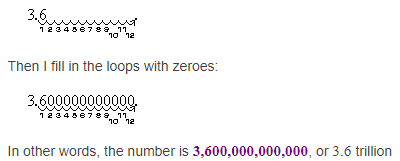 3.6
1 2 3 4 5 6 7 8 9 10 11 12
Then I fill in the loops with zeroes:
3.600000000000.
1 2 3 4 5 6 7 8 9 10 11 12
In other words, the number is 3,600,000,000,000, or 3.6 trillion